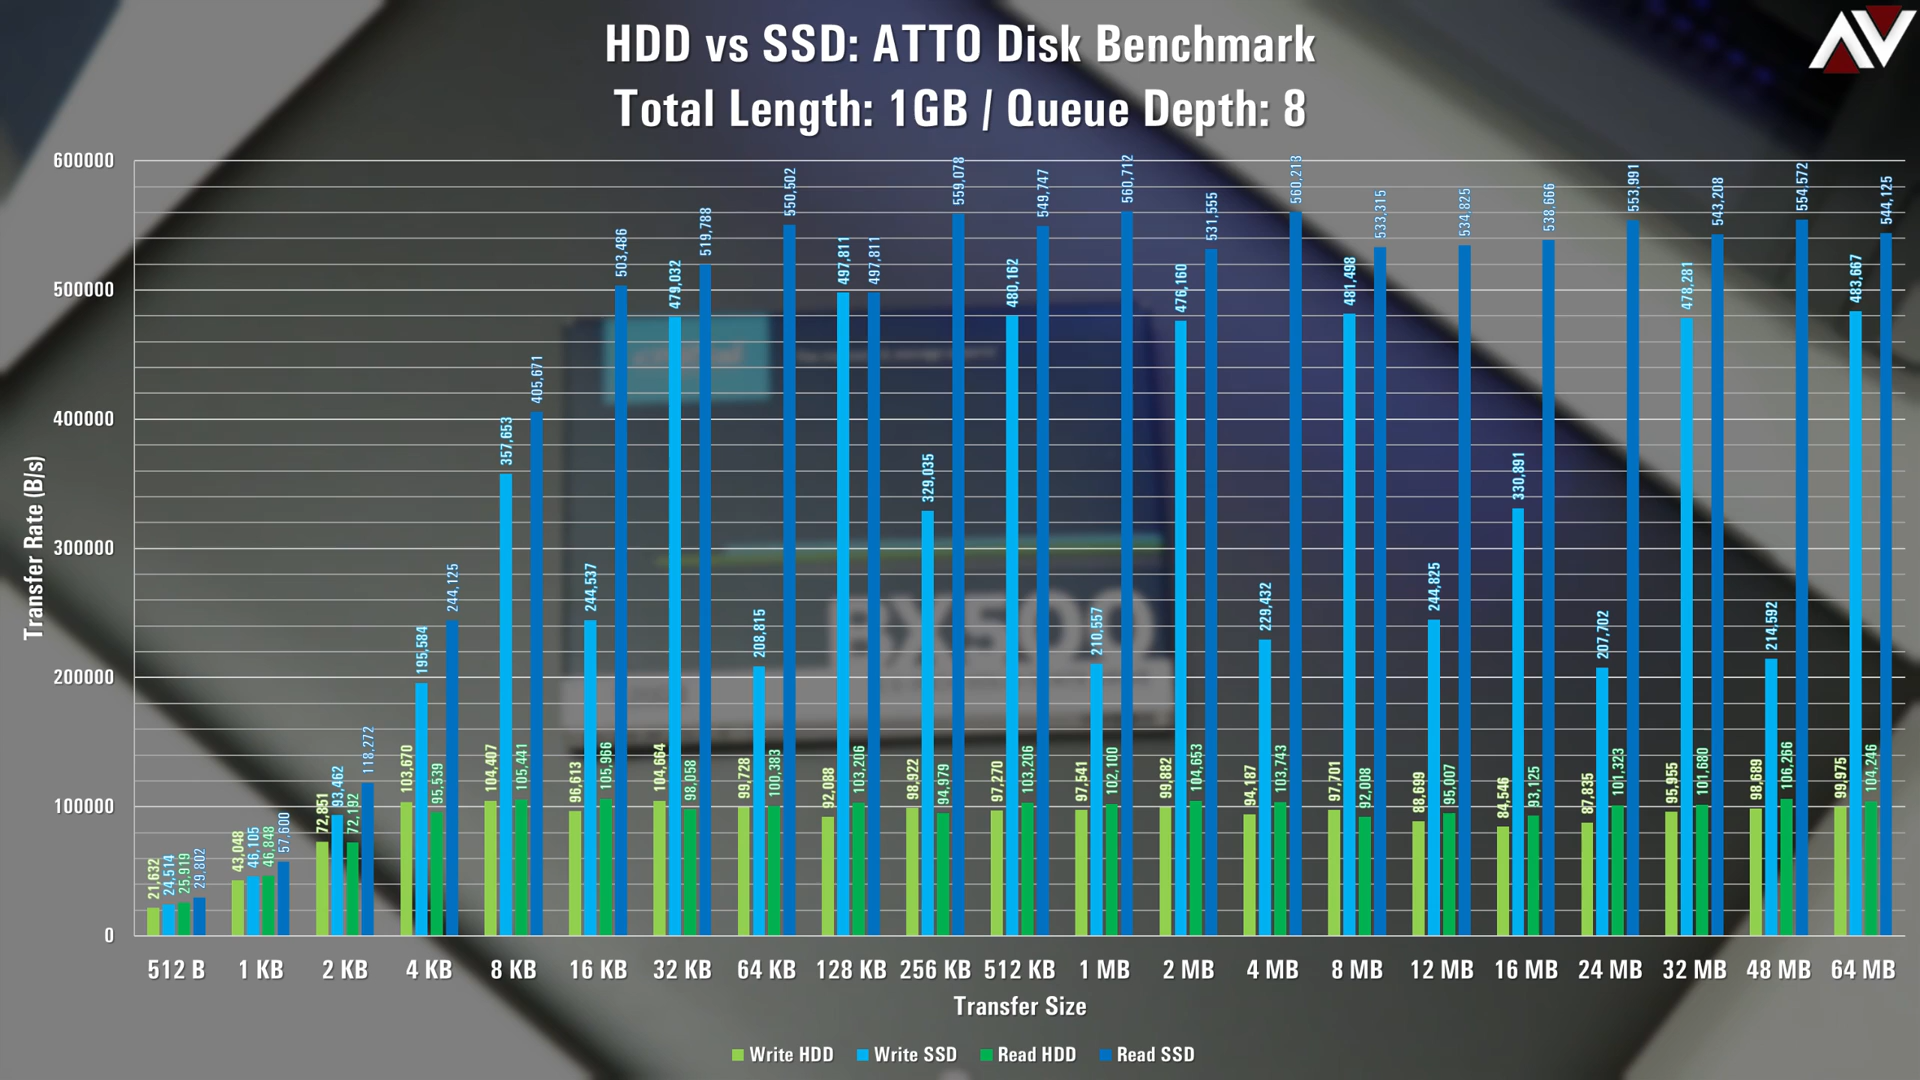 HDD vs SSD: ATTO Disk Benchmark
Total Length: 1GB / Queue Depth: 8
AV
Transfer Rate (B/s)
600000
500000
400000
300000
200000
100000
0
21,632 24,514 25,919 29,802
43,048 46,105 46,848 57,600
72,851 93,462 72,192 118,272
103,670 195,584 95,539 244,125
104,407 357,653 105,441 405,671
96,613 244,537 105,966 503,486
104,664 479,032 98,058 519,788
99,728 208,815 100,383 550,502
92,088 497,811 103,206 497,811
98,922 329,035 94,979 559,078
97,270 480,162 103,206 549,747
97,541 210,557 102,100 560,712
99,882 476,160 104,653 531,555
94,187 229,432 103,743 560,213
97,701 481,498 92,008 533,315
88,699 244,825 95,007 534,825
84,546 330,891 93,125 538,666
87,835 207,702 101,323 553,991
95,955 478,281 101,680 543,208
98,689 214,592 106,266 554,572
99,975 483,667 104,246 544,125
BX500
512 B 1 KB 2 KB 4 KB 8 KB 16 KB 32 KB 64 KB 128 KB 256 KB 512 KB 1 MB 2 MB 4 MB 8 MB 12 MB 16 MB 24 MB 32 MB 48 MB 64 MB
Transfer Size
Write HDD Write SSD Read HDD Read SSD